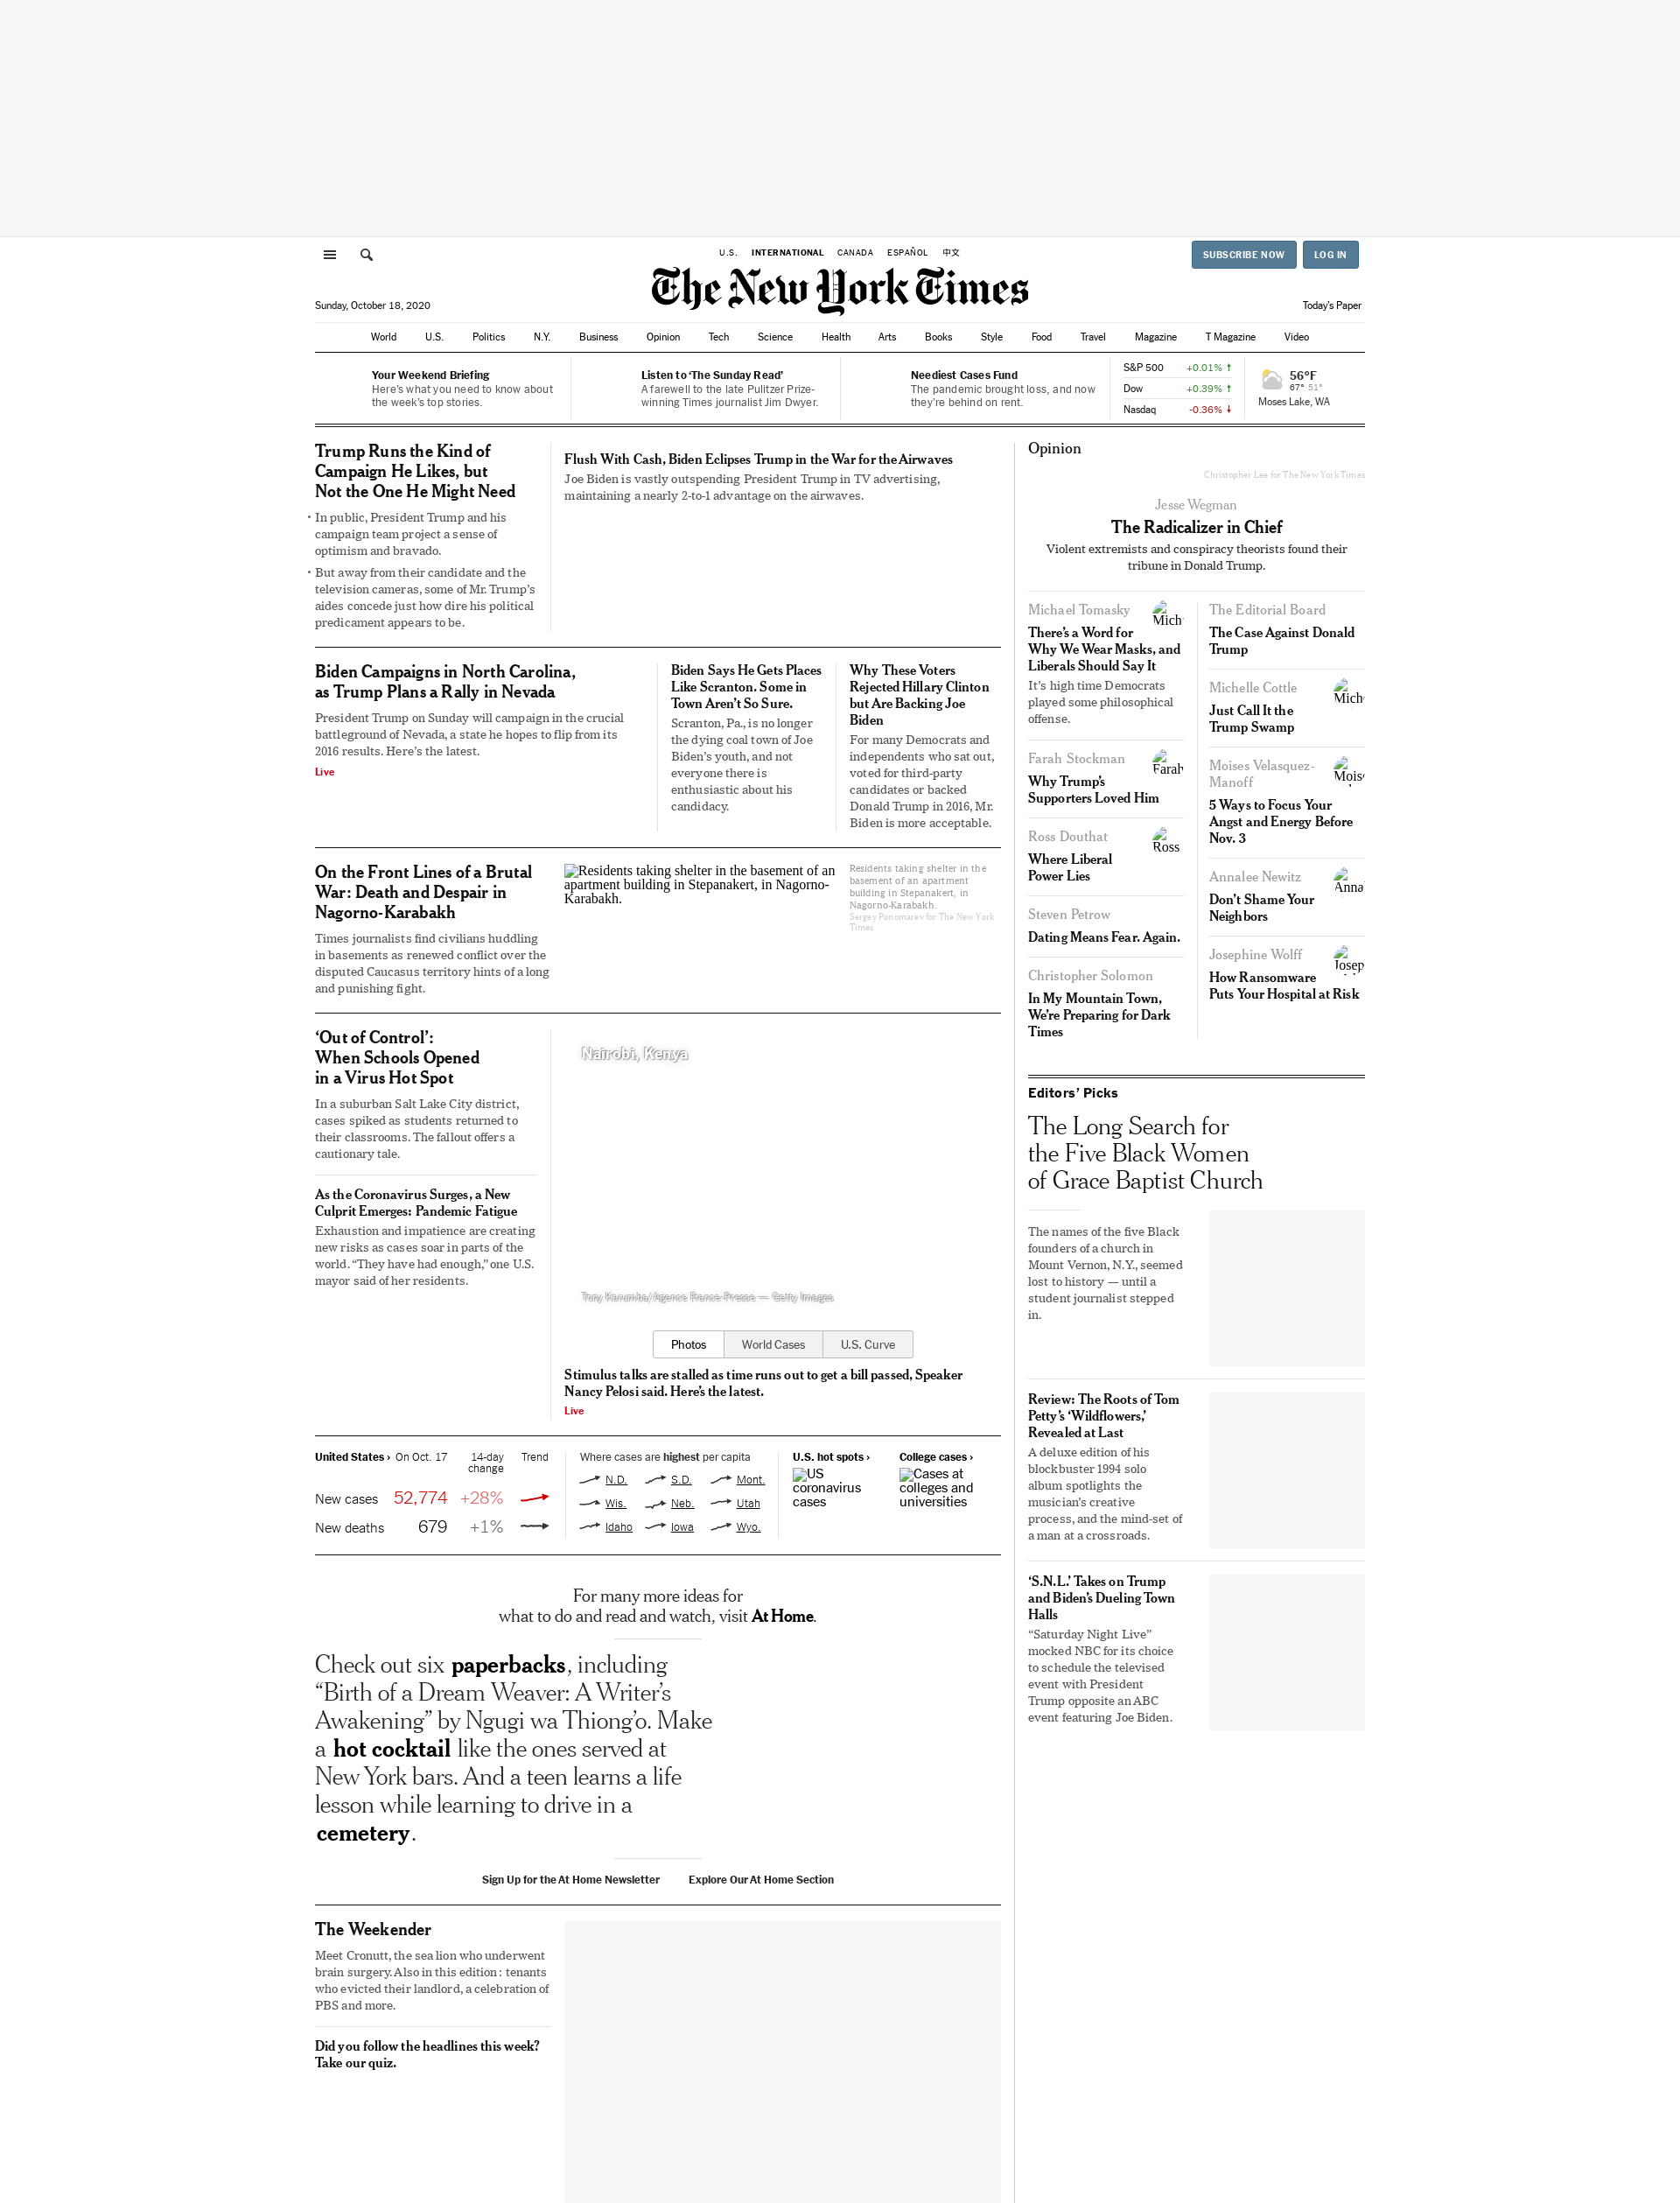 U.S. INTERNATIONAL CANADA ESPAÑOL 中文
SUBSCRIBE NOW
LOG IN
The New York Times
Sunday, October 18, 2020
Today's Paper
World U.S. Politics N.Y. Business Opinion Tech Science Health Arts Books Style Food Travel Magazine T Magazine Video
Your Weekend Briefing
Here's what you need to know about
the week's top stories.
Listen to 'The Sunday Read'
A farewell to the late Pulitzer Prize-
winning Times journalist Jim Dwyer.
Neediest Cases Fund
The pandemic brought loss, and now
they're behind on rent.
S&P 500 +0.01% ↑
Dow +0.39% ↑
Nasdaq -0.36% ↓
56°F
67° 51°
Moses Lake, WA
Trump Runs the Kind of
Campaign He Likes, but
Not the One He Might Need
• In public, President Trump and his
campaign team project a sense of
optimism and bravado.
• But away from their candidate and the
television cameras, some of Mr. Trump's
aides concede just how dire his political
predicament appears to be.
Flush With Cash, Biden Eclipses Trump in the War for the Airwaves
Joe Biden is vastly outspending President Trump in TV advertising,
maintaining a nearly 2-to-1 advantage on the airwaves.
Biden Campaigns in North Carolina,
as Trump Plans a Rally in Nevada
President Trump on Sunday will campaign in the crucial
battleground of Nevada, a state he hopes to flip from its
2016 results. Here's the latest.
Live
Biden Says He Gets Places
Like Scranton. Some in
Town Aren't So Sure.
Scranton, Pa., is no longer
the dying coal town of Joe
Biden's youth, and not
everyone there is
enthusiastic about his
candidacy.
Why These Voters
Rejected Hillary Clinton
but Are Backing Joe
Biden
For many Democrats and
independents who sat out,
voted for third-party
candidates or backed
Donald Trump in 2016, Mr.
Biden is more acceptable.
On the Front Lines of a Brutal
War: Death and Despair in
Nagorno-Karabakh
Times journalists find civilians huddling
in basements as renewed conflict over the
disputed Caucasus territory hints of a long
and punishing fight.
Residents taking shelter in the basement of an
apartment building in Stepanakert, in Nagorno-
Karabakh.
Residents taking shelter in the
basement of an apartment
building in Stepanakert, in
Nagorno-Karabakh.
Sergey Ponomarev for The New York
Times
'Out of Control':
When Schools Opened
in a Virus Hot Spot
In a suburban Salt Lake City district,
cases spiked as students returned to
their classrooms. The fallout offers a
cautionary tale.
As the Coronavirus Surges, a New
Culprit Emerges: Pandemic Fatigue
Exhaustion and impatience are creating
new risks as cases soar in parts of the
world. “They have had enough,” one U.S.
mayor said of her residents.
Nairobi, Kenya
Tony Karumba/Agence France-Presse — Getty Images
Photos World Cases U.S. Curve
Stimulus talks are stalled as time runs out to get a bill passed, Speaker
Nancy Pelosi said. Here's the latest.
Live
United States › On Oct. 17 14-day Trend
change
New cases 52,774 +28%
New deaths 679 +1%
Where cases are highest per capita
N.D. S.D. Mont.
Wis. Neb. Utah
Idaho Iowa Wyo.
U.S. hot spots ›
US
coronavirus
cases
College cases ›
Cases at
colleges and
universities
For many more ideas for
what to do and read and watch, visit At Home.
Check out six paperbacks, including
“Birth of a Dream Weaver: A Writer's
Awakening” by Ngugi wa Thiong'o. Make
a hot cocktail like the ones served at
New York bars. And a teen learns a life
lesson while learning to drive in a
cemetery.
Sign Up for the At Home Newsletter Explore Our At Home Section
The Weekender
Meet Cronutt, the sea lion who underwent
brain surgery. Also in this edition: tenants
who evicted their landlord, a celebration of
PBS and more.
Did you follow the headlines this week?
Take our quiz.
Opinion
Christopher Lee for The New York Times
Jesse Wegman
The Radicalizer in Chief
Violent extremists and conspiracy theorists found their
tribune in Donald Trump.
Michael Tomasky
Mich
There's a Word for
Why We Wear Masks, and
Liberals Should Say It
It's high time Democrats
played some philosophical
offense.
Farah Stockman
Farah
Why Trump's
Supporters Loved Him
Ross Douthat
Ross
Where Liberal
Power Lies
Steven Petrow
Dating Means Fear. Again.
Christopher Solomon
In My Mountain Town,
We're Preparing for Dark
Times
The Editorial Board
The Case Against Donald
Trump
Michelle Cottle
Mich
Just Call It the
Trump Swamp
Moises Velasquez-
Manoff
Moise
5 Ways to Focus Your
Angst and Energy Before
Nov. 3
Annalee Newitz
Anna
Don't Shame Your
Neighbors
Josephine Wolff
Josep
How Ransomware
Puts Your Hospital at Risk
Editors' Picks
The Long Search for
the Five Black Women
of Grace Baptist Church
The names of the five Black
founders of a church in
Mount Vernon, N.Y., seemed
lost to history — until a
student journalist stepped
in.
Review: The Roots of Tom
Petty's 'Wildflowers,'
Revealed at Last
A deluxe edition of his
blockbuster 1994 solo
album spotlights the
musician's creative
process, and the mind-set of
a man at a crossroads.
'S.N.L.' Takes on Trump
and Biden's Dueling Town
Halls
“Saturday Night Live”
mocked NBC for its choice
to schedule the televised
event with President
Trump opposite an ABC
event featuring Joe Biden.